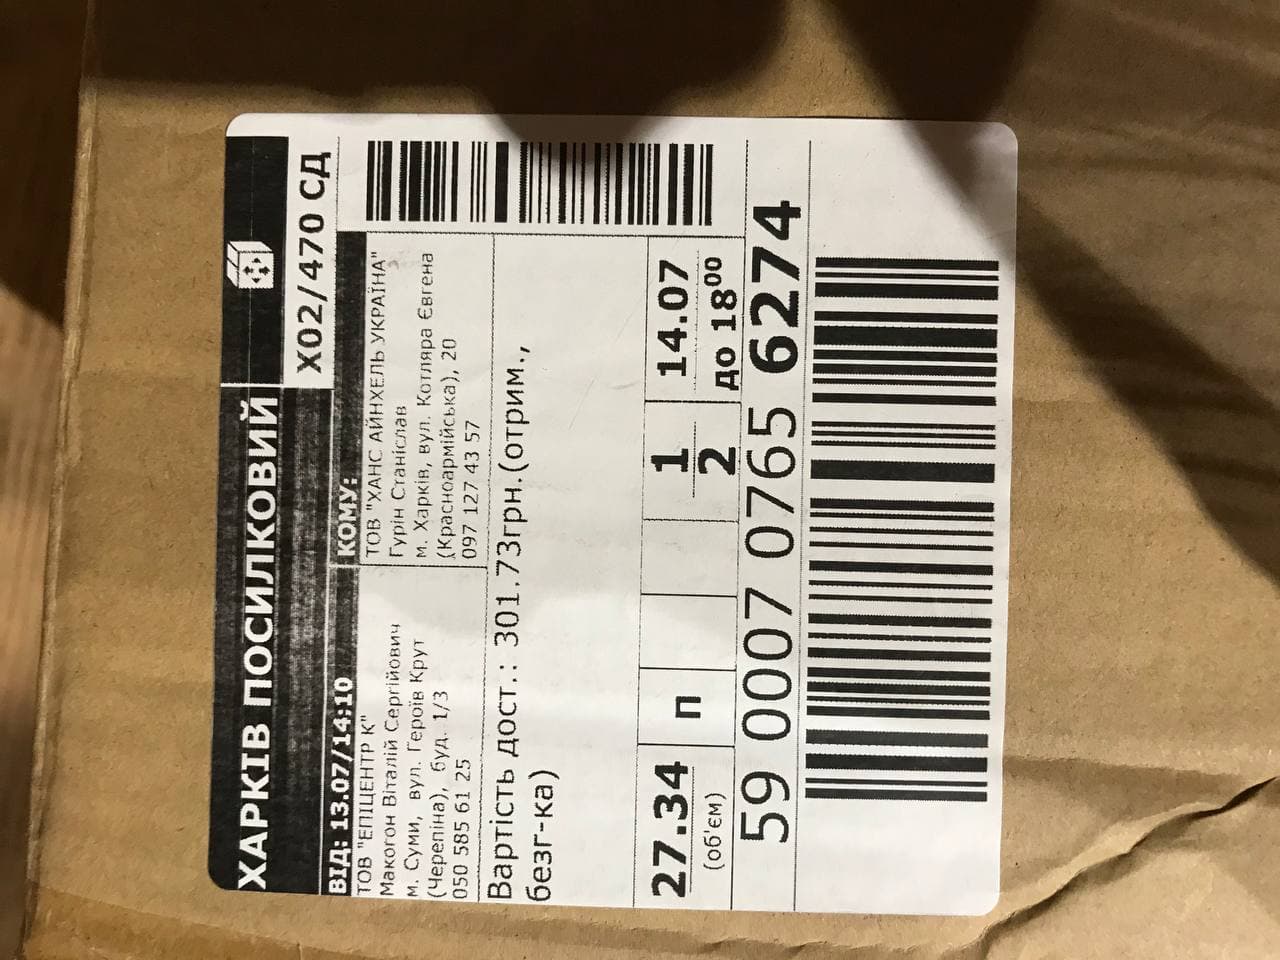 ХАРКІВ ПОСИЛКОВИЙ
Х02/470 СД
ВІД: 13.07/14:10
ТОВ "ЕПІЦЕНТР К"
Макогон Віталій Сергійович
м. Суми, вул. Героїв Крут
(Черепіна), буд. 1/3
050 585 61 25
КОМУ:
ТОВ "ХАНС АЙНХЕЛЬ УКРАЇНА"
Гурін Станіслав
м. Харків, вул. Котляра Євгена
(Красноармійська), 20
097 127 43 57
Вартість дост.: 301.73грн.(отрим.,
безг-ка)
27.34
(об'єм)
п
1
2
14.07
до 18 00
59 0007 0765 6274